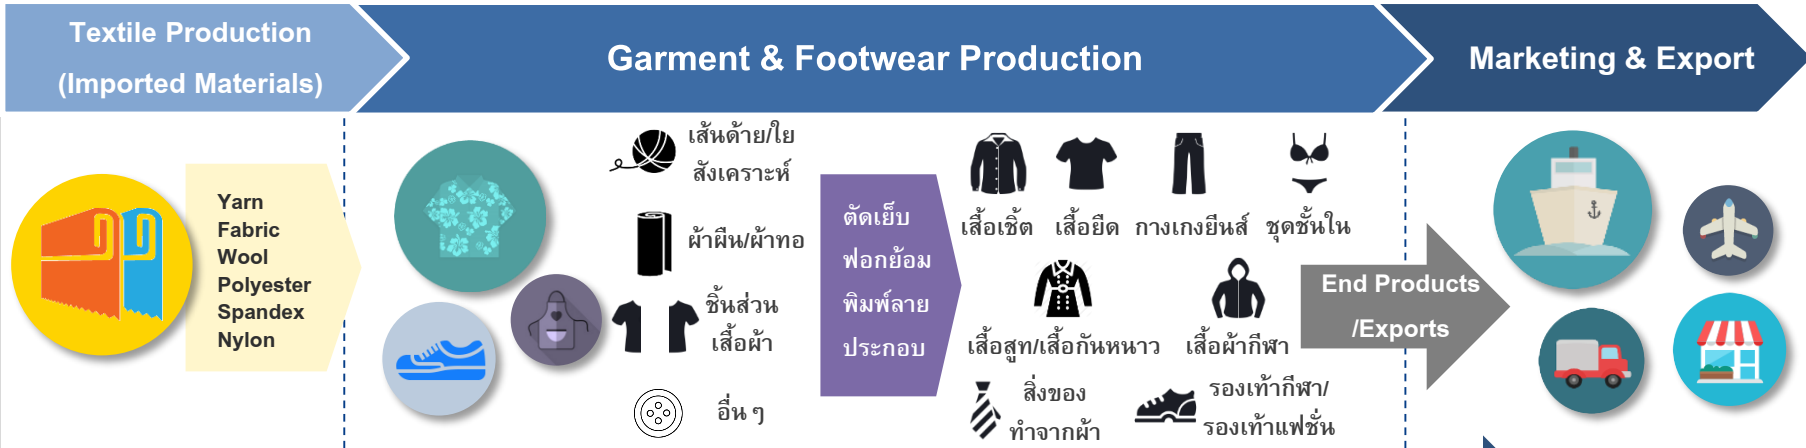 Textile Production
(Imported Materials)
Garment & Footwear Production
Marketing & Export
Yarn
Fabric
Wool
Polyester
Spandex
Nylon
เส้นด้าย/ใย
สังเคราะห์
ผ้าผืน/ผ้าทอ
ชิ้นส่วน
เสื้อผ้า
อื่น ๆ
ตัดเย็บ
ฟอกย้อม
พิมพ์ลาย
ประกอบ
เสื้อเชิ้ต
เสื้อยืด
กางเกงยีนส์
ชุดชั้นใน
เสื้อสูท/เสื้อกันหนาว
เสื้อผ้ากีฬา
สิ่งของ
ทำจากผ้า
รองเท้ากีฬา/
รองเท้าแฟชั่น
End Products
/Exports